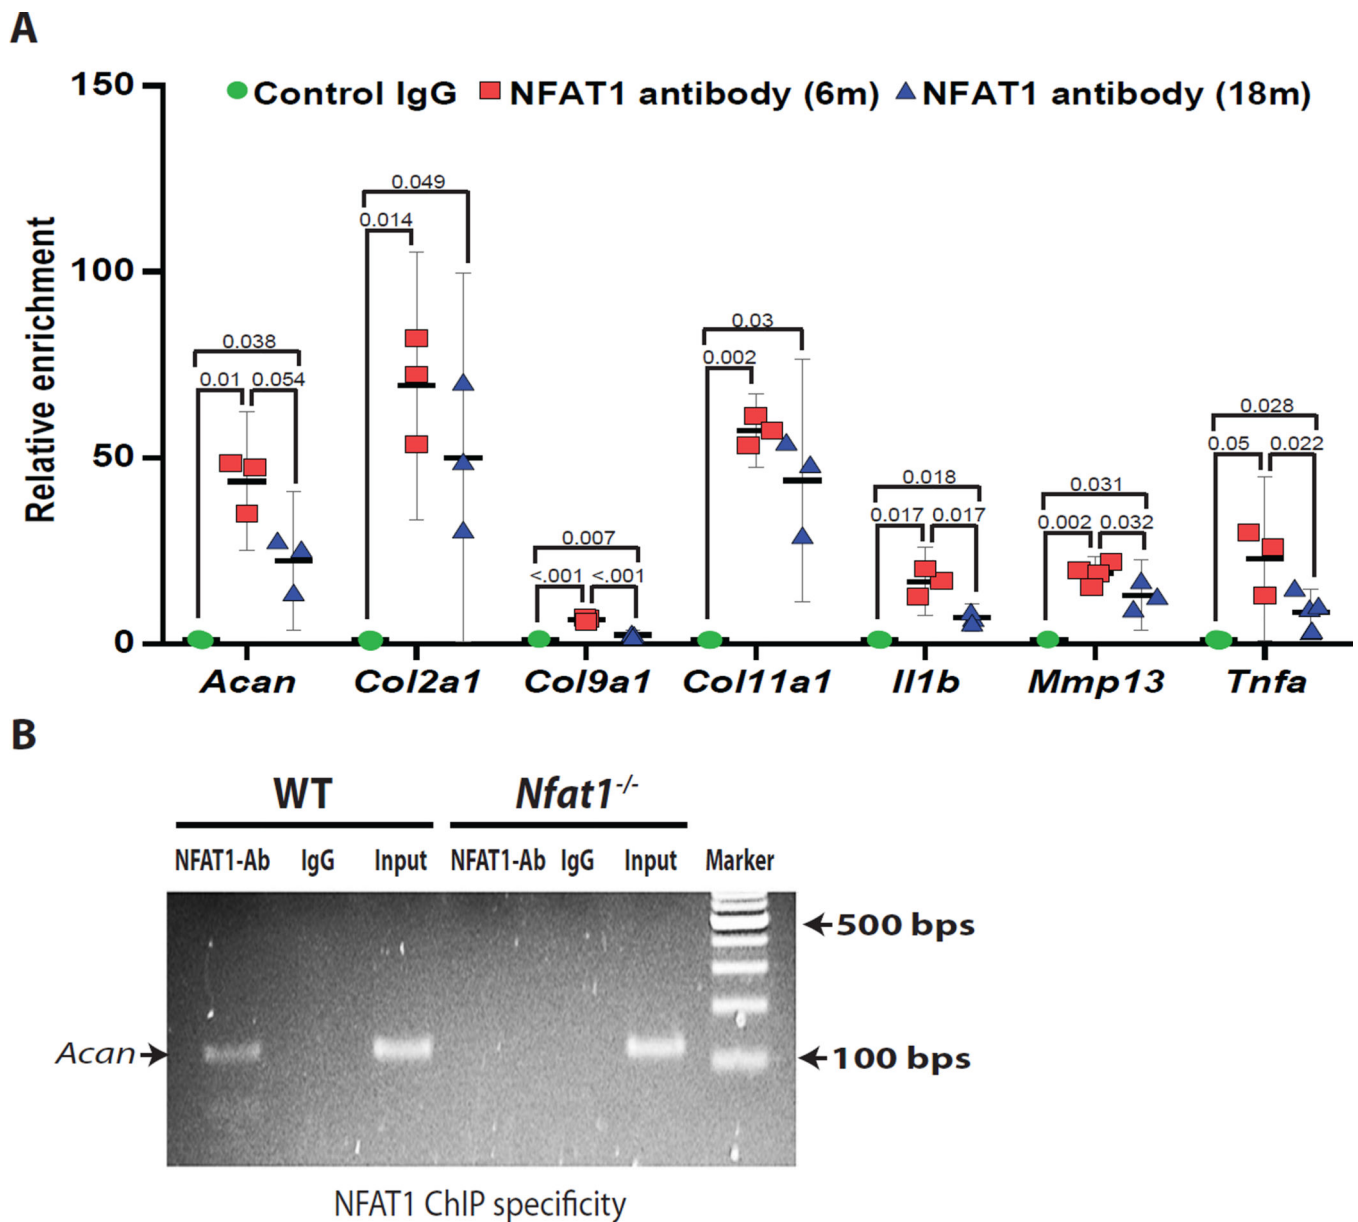 A
150
Control IgG NFAT1 antibody (6m) NFAT1 antibody (18m)
Relative enrichment
100
50
0
0.038
0.01 0.054
0.049
0.014
0.007
<.001 <.001
0.03
0.002
0.018
0.017 0.017
0.031
0.002 0.032
0.028
0.05 0.022
Acan Col2a1 Col9a1 Col11a1 Il1b Mmp13 Tnfa
B
WT Nfat1-/-
NFAT1-Ab IgG Input NFAT1-Ab IgG Input Marker
500 bps
Acan
100 bps
NFAT1 ChIP specificity